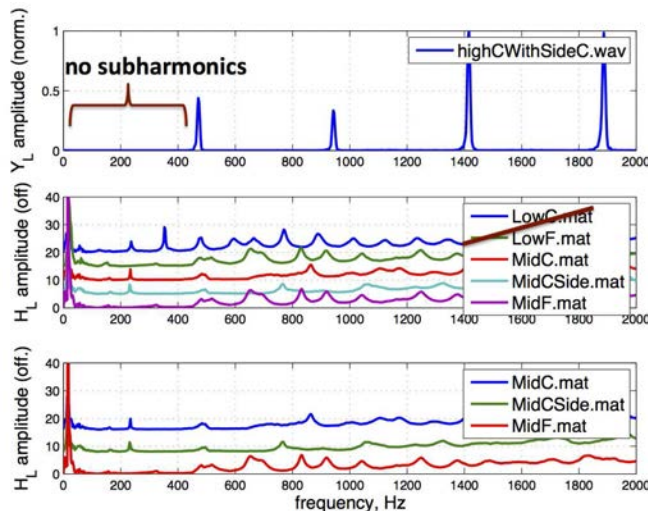 no subharmonics
highCWithSideC.wav
Y_L amplitude (norm.)
1
0.5
0
0 200 400 600 800 1000 1200 1400 1600 1800 2000
LowC.mat
LowF.mat
MidC.mat
MidCSide.mat
MidF.mat
H_L amplitude (off)
40
30
20
10
0
0 200 400 600 800 1000 1200 1400 1600 1800 2000
MidC.mat
MidCSide.mat
MidF.mat
H_L amplitude (off.)
40
30
20
10
0
0 200 400 600 800 1000 1200 1400 1600 1800 2000
frequency, Hz